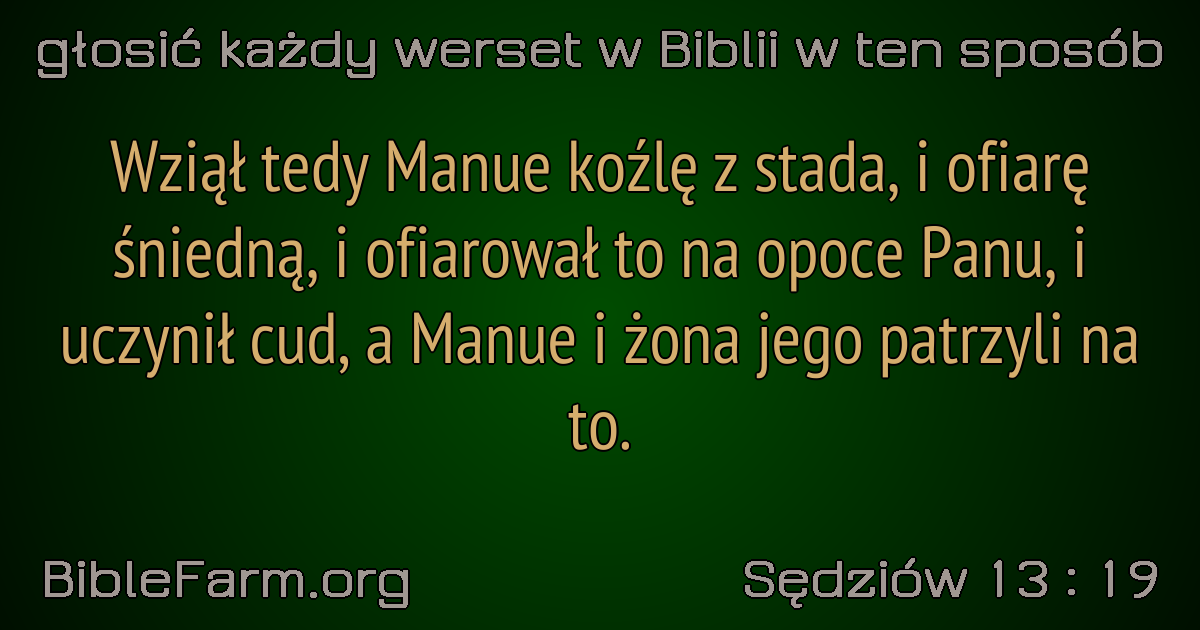 głosić każdy werset w Biblii w ten sposób
Wziął tedy Manue koźlę z stada, i ofiarę
śniedną, i ofiarował to na opoce Panu, i
uczynił cud, a Manue i żona jego patrzyli na
to.
BibleFarm.org
Sędziów 13 : 19